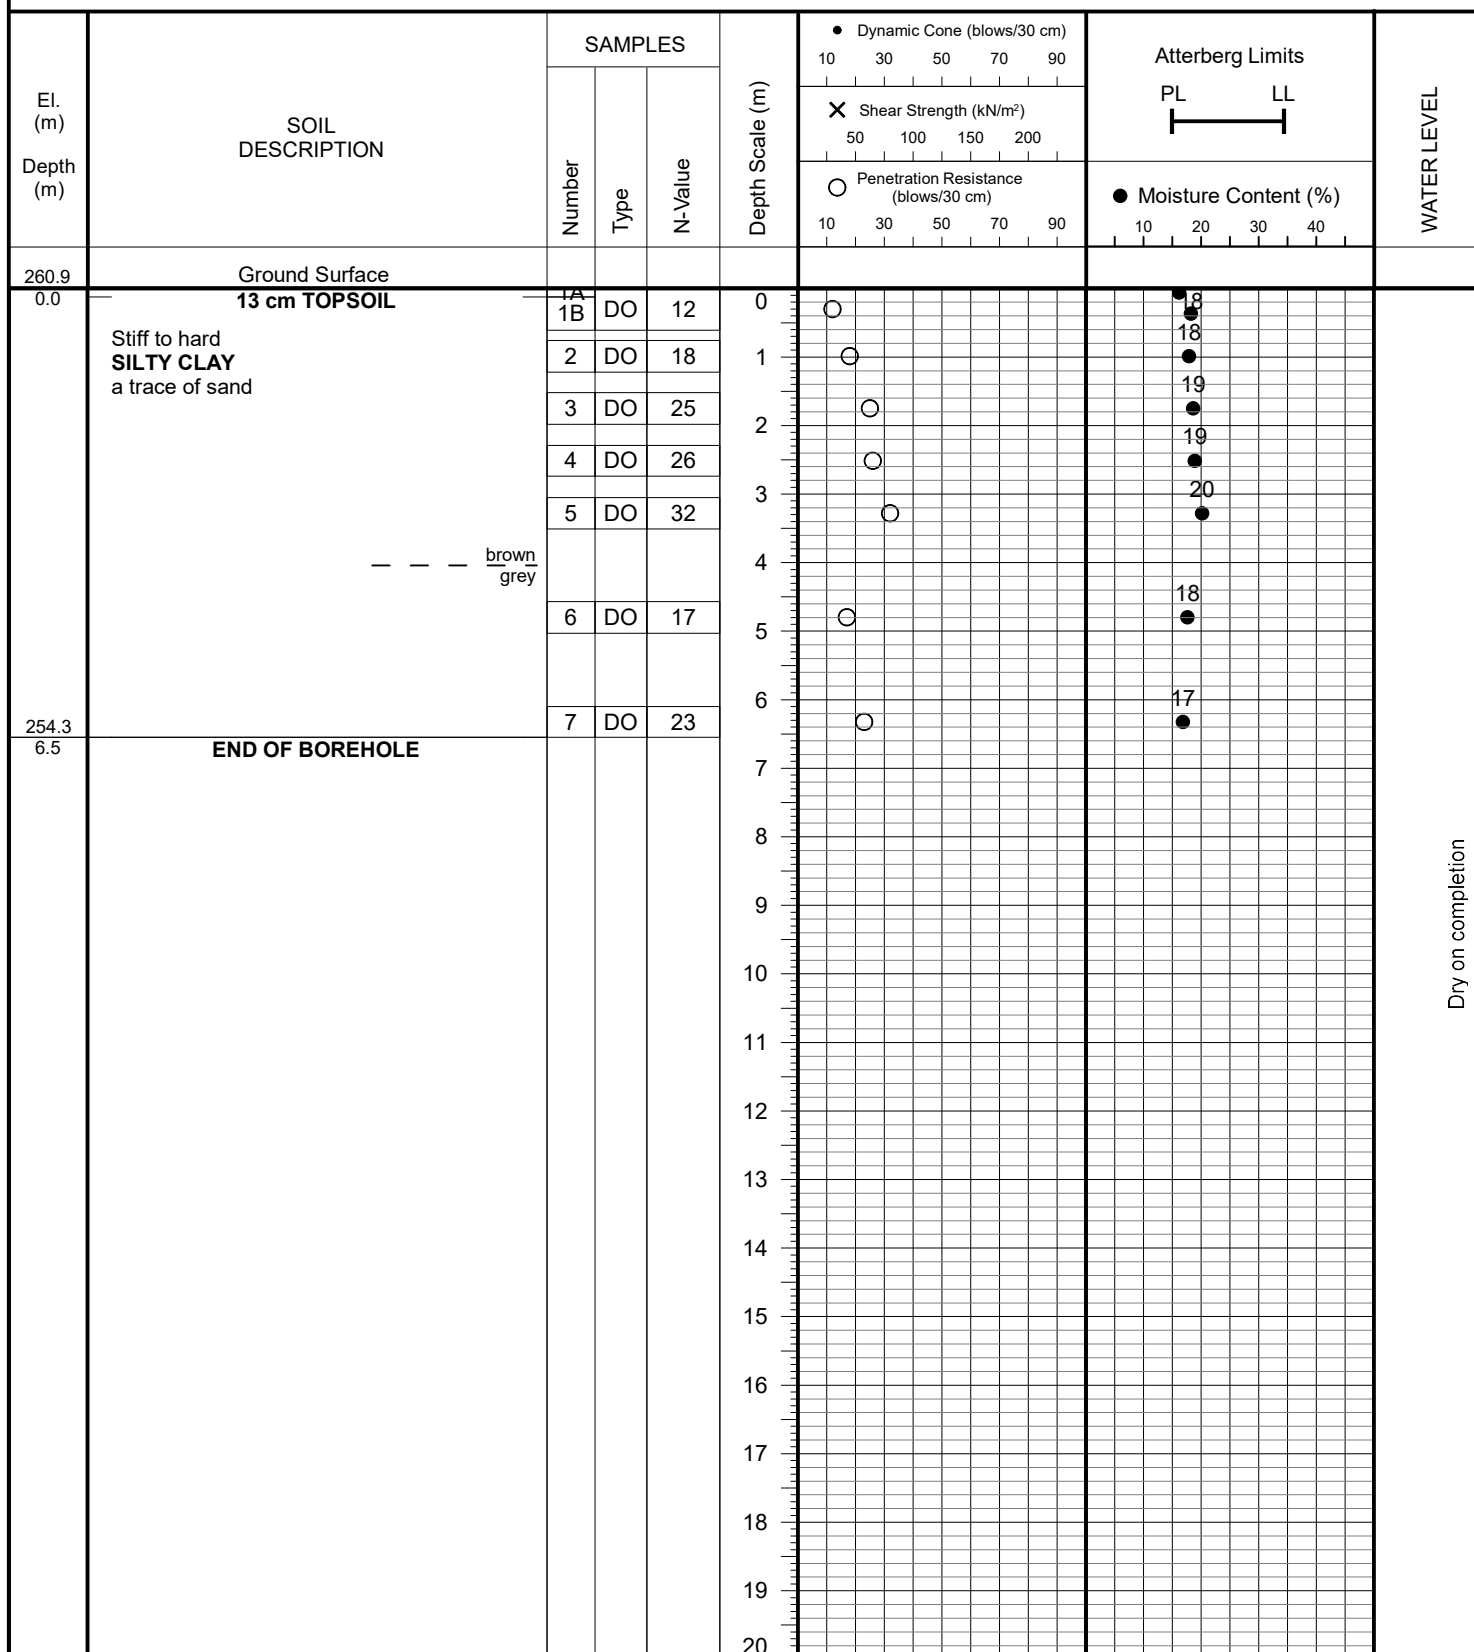 SAMPLES
El.
(m)
Depth
(m)
SOIL
DESCRIPTION
Number
Type
N-Value
Depth Scale (m)
Dynamic Cone (blows/30 cm)
10 30 50 70 90
Shear Strength (kN/m²)
50 100 150 200
Penetration Resistance
(blows/30 cm)
10 30 50 70 90
Atterberg Limits
PL LL
Moisture Content (%)
10 20 30 40
WATER LEVEL
260.9 Ground Surface
0.0 13 cm TOPSOIL 1A 0
1B DO 12 18
Stiff to hard 18
SILTY CLAY 2 DO 18 1
a trace of sand 19
3 DO 25
2
19
4 DO 26
3 20
5 DO 32
brown
grey
4
18
6 DO 17
5
6 17
7 DO 23
254.3
6.5 END OF BOREHOLE
7
8
9
10
11
12
13
14
15
16
17
18
19
20
Dry on completion